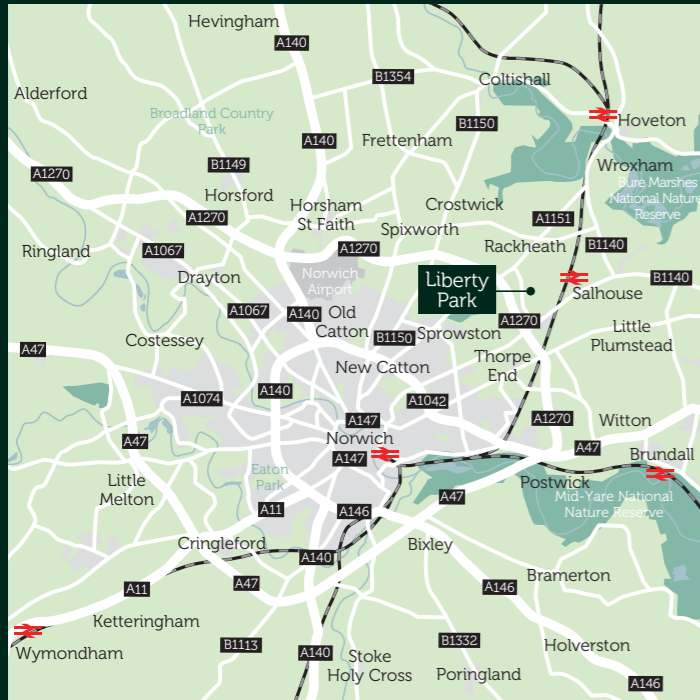 Hevingham
A140
B1354
Coltishall
Alderford
Broadland Country
Park
B1150
Hoveton
A140
Frettenham
Wroxham
B1149
A1270
Bure Marshes
National Nature
Reserve
Horsford
Horsham
St Faith
Crostwick
A1270
A1151
Spixworth
Rackheath
B1140
Ringland
A1067
A1270
Drayton
Norwich
Airport
Liberty
Park
Salhouse
B1140
A1067
A140
Old
Catton
A1270
Costessey
B1150
Sprowston
Little
Plumstead
A47
New Catton
Thorpe
End
A1074
A140
A1042
A147
A1270
Witton
Norwich
A47
A47
A147
Brundall
Eaton
Park
Little
Melton
Postwick
A47
Mid-Yare National
Nature Reserve
A11
A146
Cringleford
Bixley
A140
Bramerton
A11
A47
A146
Ketteringham
B1113
A140
B1332
Holverston
Wymondham
Stoke
Holy Cross
Poringland
A146